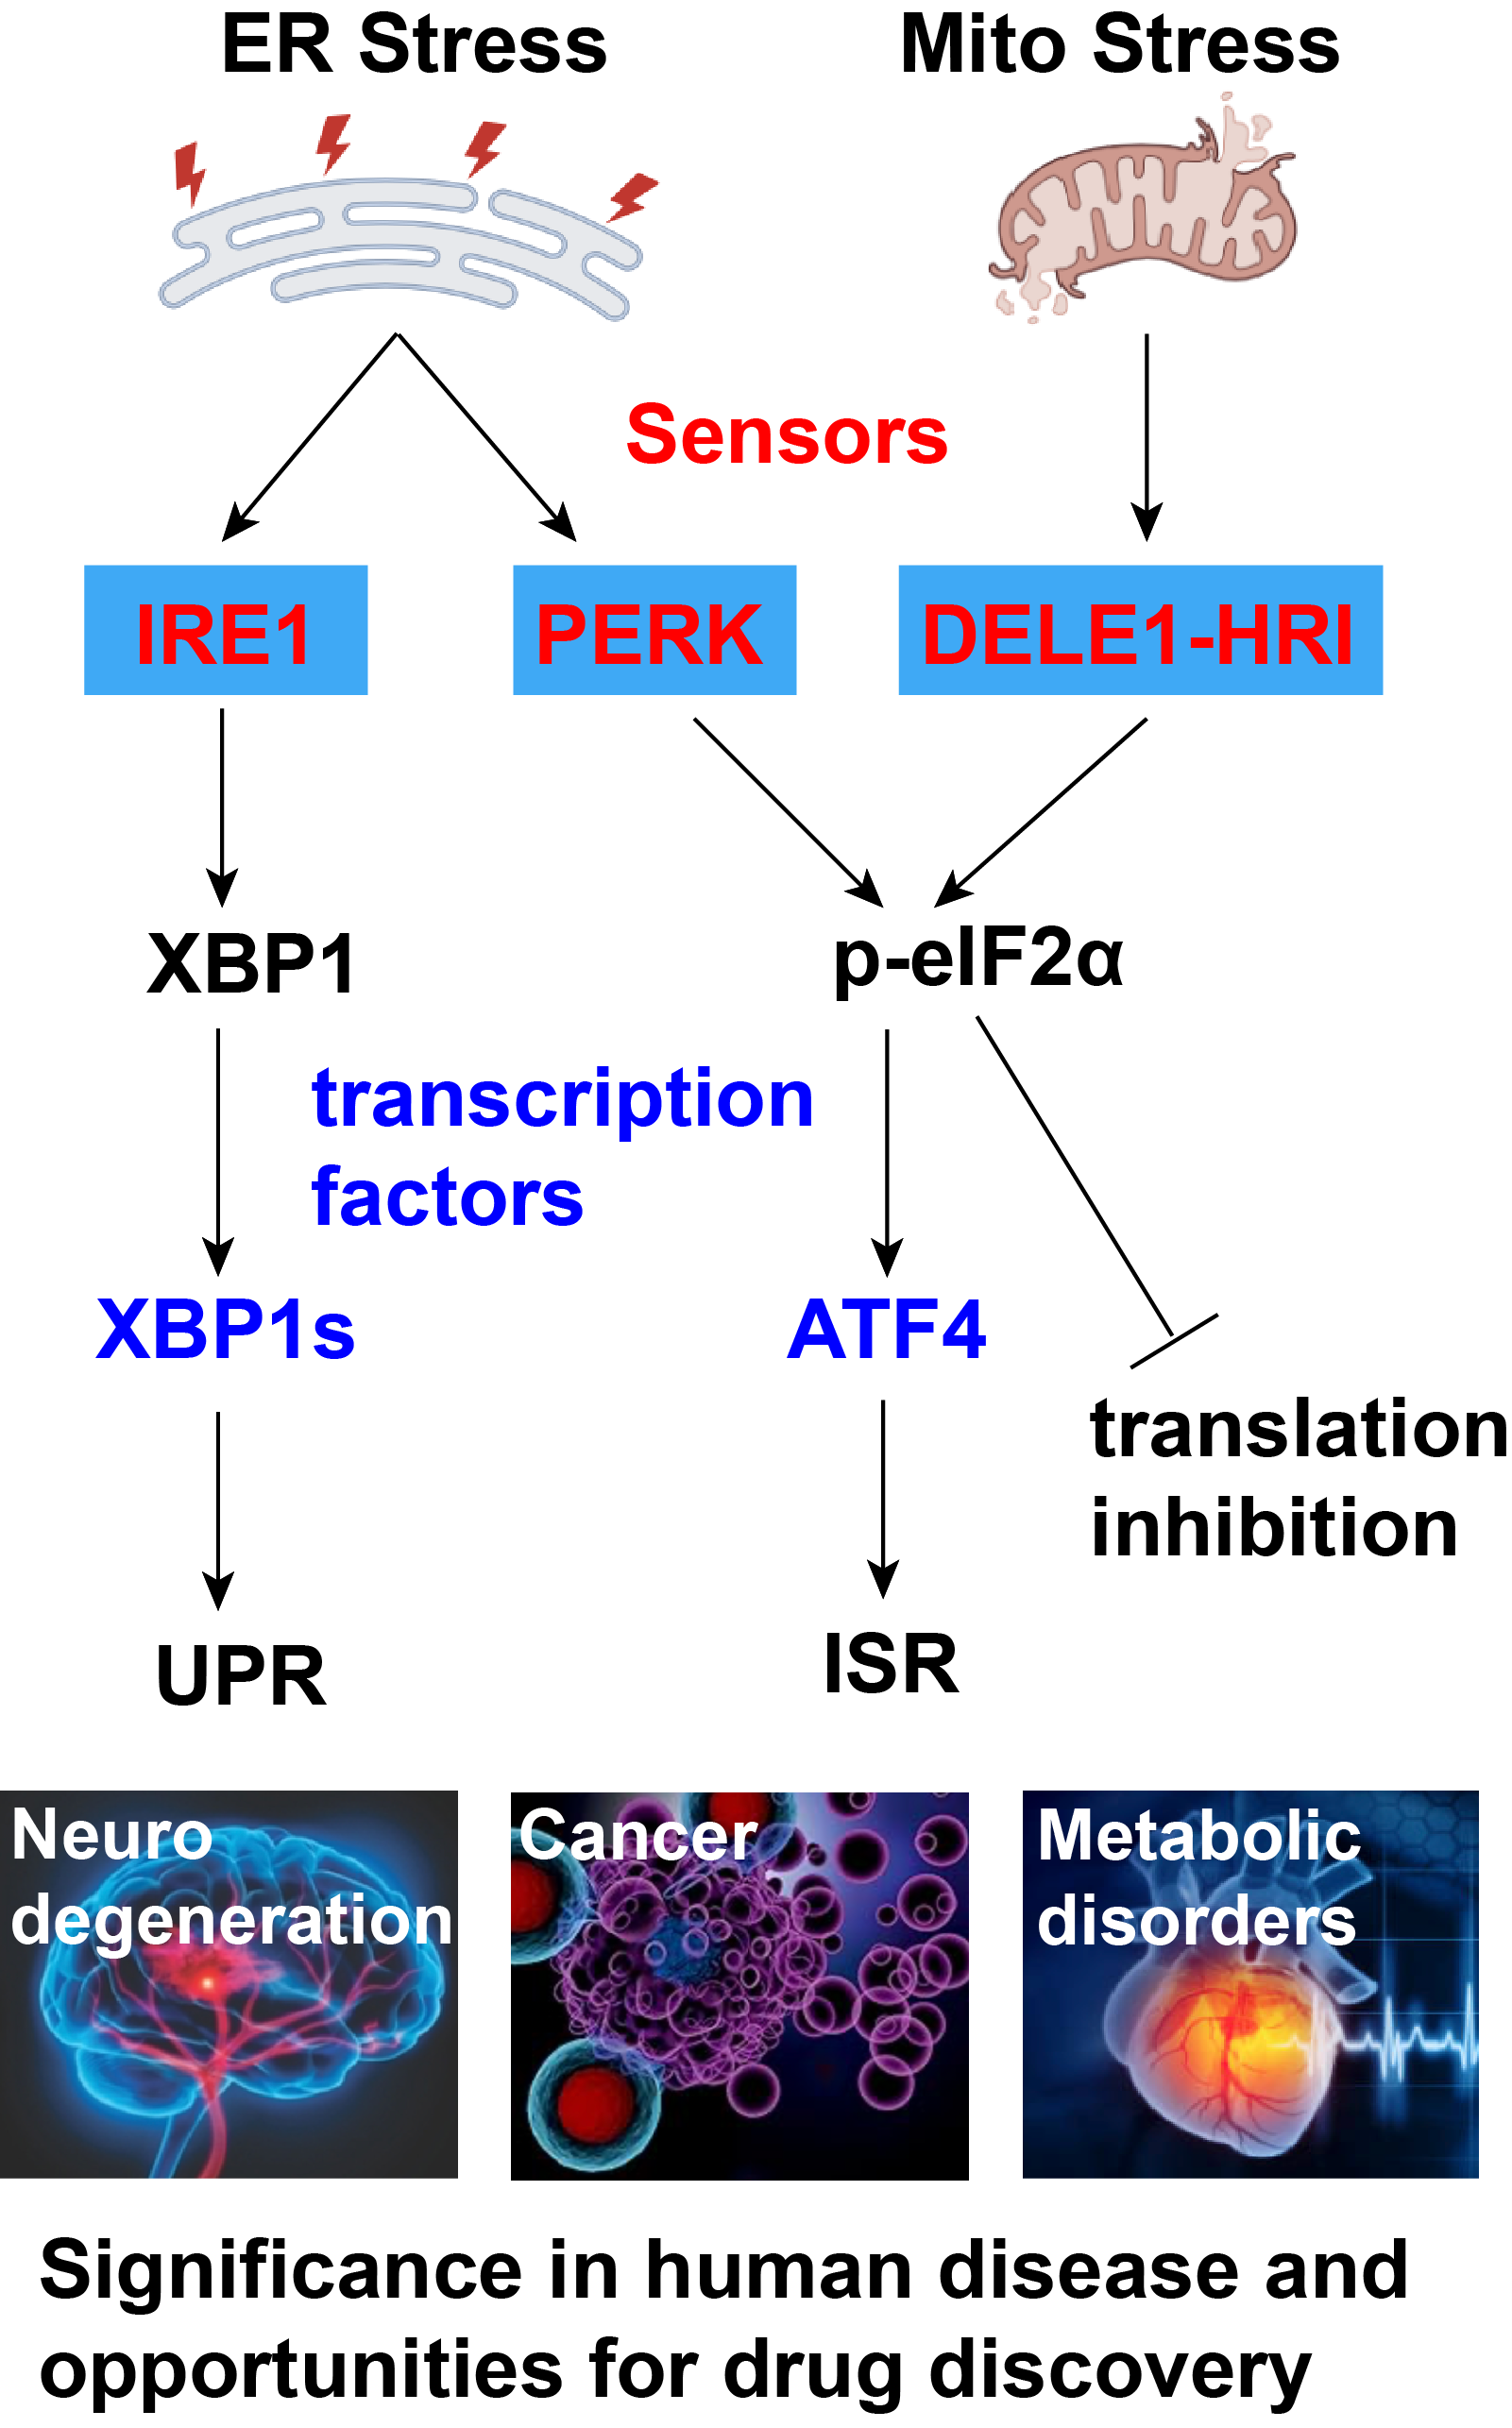 ER Stress
Mito Stress
Sensors
IRE1
PERK
DELE1-HRI
XBP1
p-eIF2α
transcription
factors
XBP1s
ATF4
translation
inhibition
UPR
ISR
Neuro
degeneration
Cancer
Metabolic
disorders
Significance in human disease and
opportunities for drug discovery